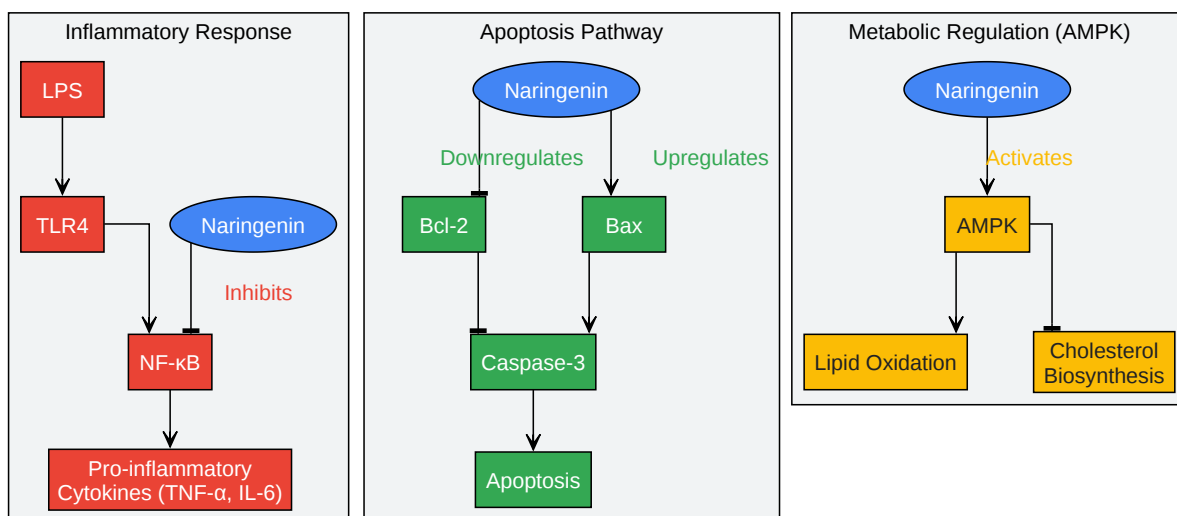 Inflammatory Response
LPS
TLR4
Naringenin
Inhibits
NF-κB
Pro-inflammatory
Cytokines (TNF-α, IL-6)
Apoptosis Pathway
Naringenin
Downregulates
Upregulates
Bcl-2
Bax
Caspase-3
Apoptosis
Metabolic Regulation (AMPK)
Naringenin
Activates
AMPK
Lipid Oxidation
Cholesterol
Biosynthesis